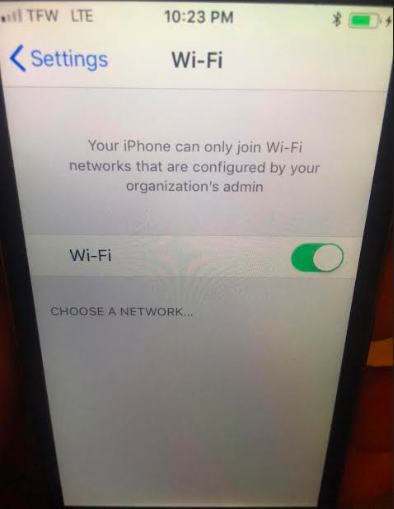 TFW LTE 10:23 PM
Settings Wi-Fi
Your iPhone can only join Wi-Fi
networks that are configured by your
organization's admin
Wi-Fi
CHOOSE A NETWORK...